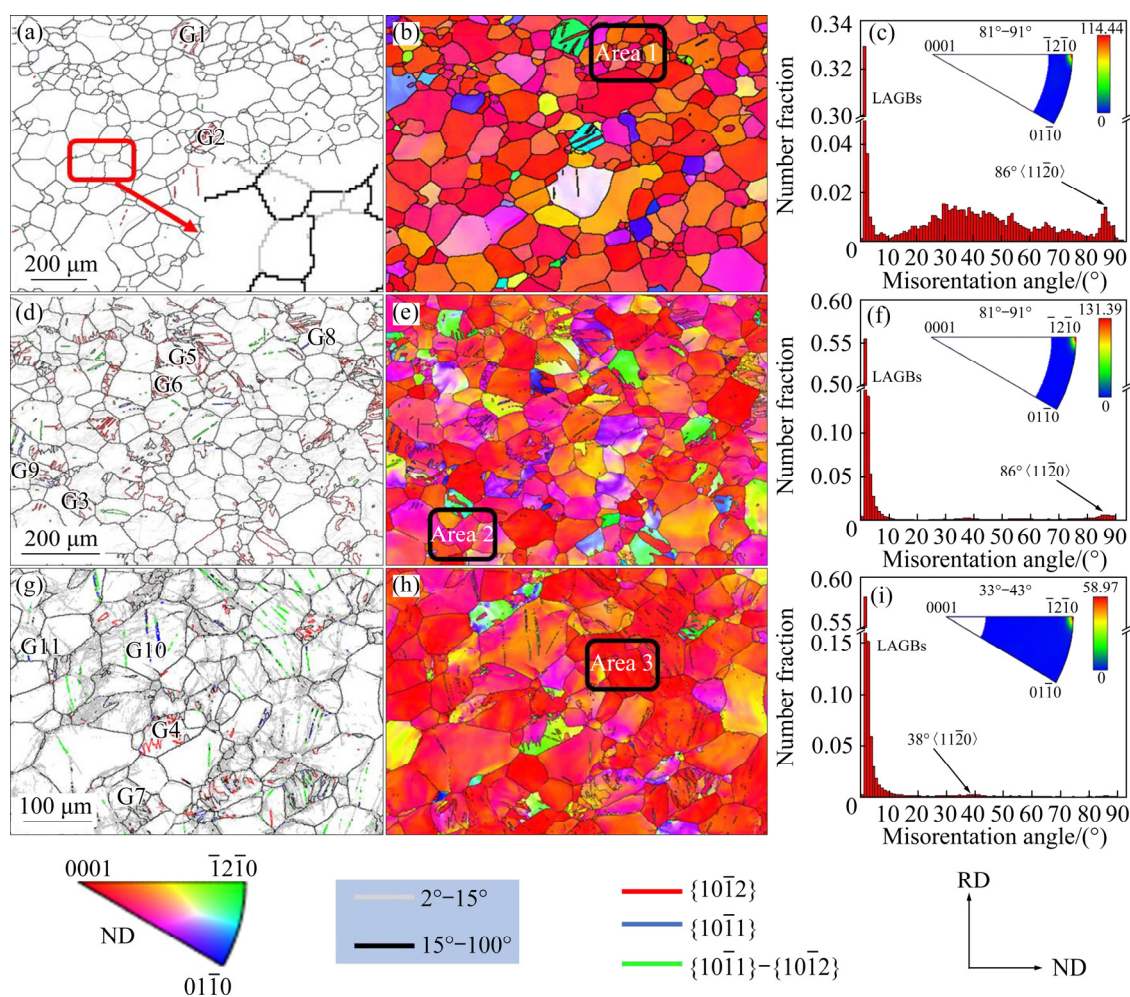 (a)
G1
G2
200 μm
(b)
Area 1
(c)
0.34
0.32
0.30
0.04
0.02
0
Number fraction
LAGBs
0001
81°−91°
1̅21̅0
011̅0
114.44
0
86°⟨112̅0⟩
10 20 30 40 50 60 70 80 90
Misorentation angle/(°)
(d)
G8
G5
G6
G9
G3
200 μm
(e)
Area 2
(f)
0.60
0.55
0.50
0.10
0.05
0
Number fraction
LAGBs
0001
81°−91°
1̅21̅0
011̅0
131.39
0
86°⟨112̅0⟩
10 20 30 40 50 60 70 80 90
Misorentation angle/(°)
(g)
G11
G10
G4
G7
100 μm
(h)
Area 3
(i)
0.60
0.55
0.15
0.10
0.05
0
Number fraction
LAGBs
0001
33°−43°
1̅21̅0
011̅0
58.97
0
38°⟨112̅0⟩
10 20 30 40 50 60 70 80 90
Misorentation angle/(°)
0001
1̅21̅0
ND
011̅0
2°−15°
15°−100°
{101̅2}
{101̅1}
{101̅1}−{101̅2}
RD
ND